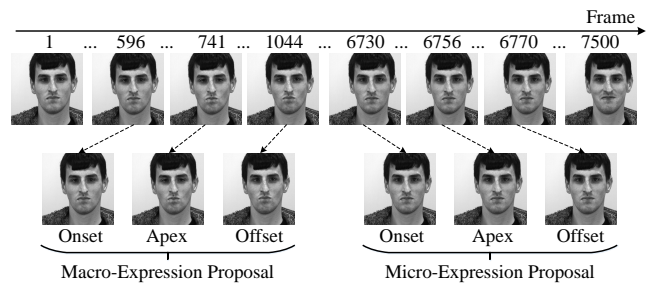 Frame
1 ... 596 ... 741 ... 1044 ... 6730 ... 6756 ... 6770 ... 7500
Onset Apex Offset Onset Apex Offset
Macro-Expression Proposal Micro-Expression Proposal